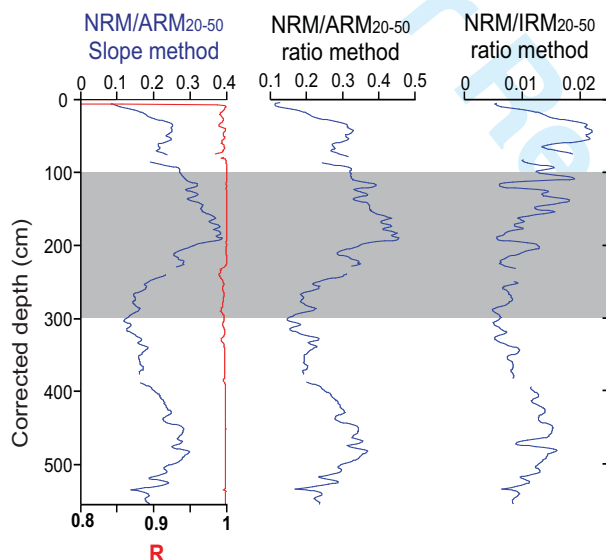 NRM/ARM20-50 NRM/ARM20-50 NRM/IRM20-50
Slope method ratio method ratio method
0 0.1 0.2 0.3 0.4 0.1 0.2 0.3 0.4 0.5 0 0.01 0.02
0
100
200
300
400
500
Corrected depth (cm)
0.8 0.9 1
R